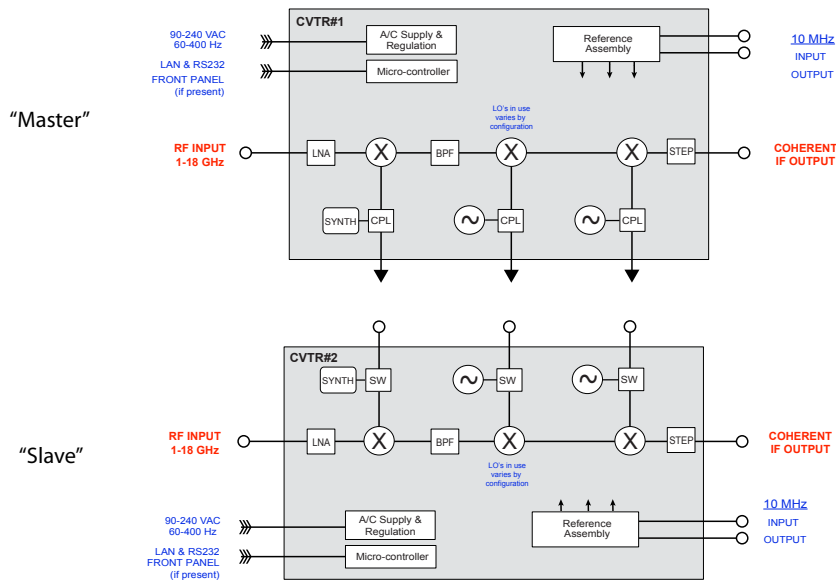 CVTR#1
90-240 VAC
60-400 Hz
A/C Supply &
Regulation
Reference
Assembly
10 MHz
INPUT
OUTPUT
LAN & RS232
FRONT PANEL
(if present)
Micro-controller
"Master"
LO's in use
varies by
configuration
RF INPUT
1-18 GHz
LNA
X
BPF
X
X
STEP
COHERENT
IF OUTPUT
SYNTH
CPL
CPL
CPL
CVTR#2
SYNTH
SW
SW
SW
"Slave"
RF INPUT
1-18 GHz
LNA
X
BPF
X
X
STEP
COHERENT
IF OUTPUT
LO's in use
varies by
configuration
90-240 VAC
60-400 Hz
A/C Supply &
Regulation
Reference
Assembly
10 MHz
INPUT
OUTPUT
LAN & RS232
FRONT PANEL
(if present)
Micro-controller